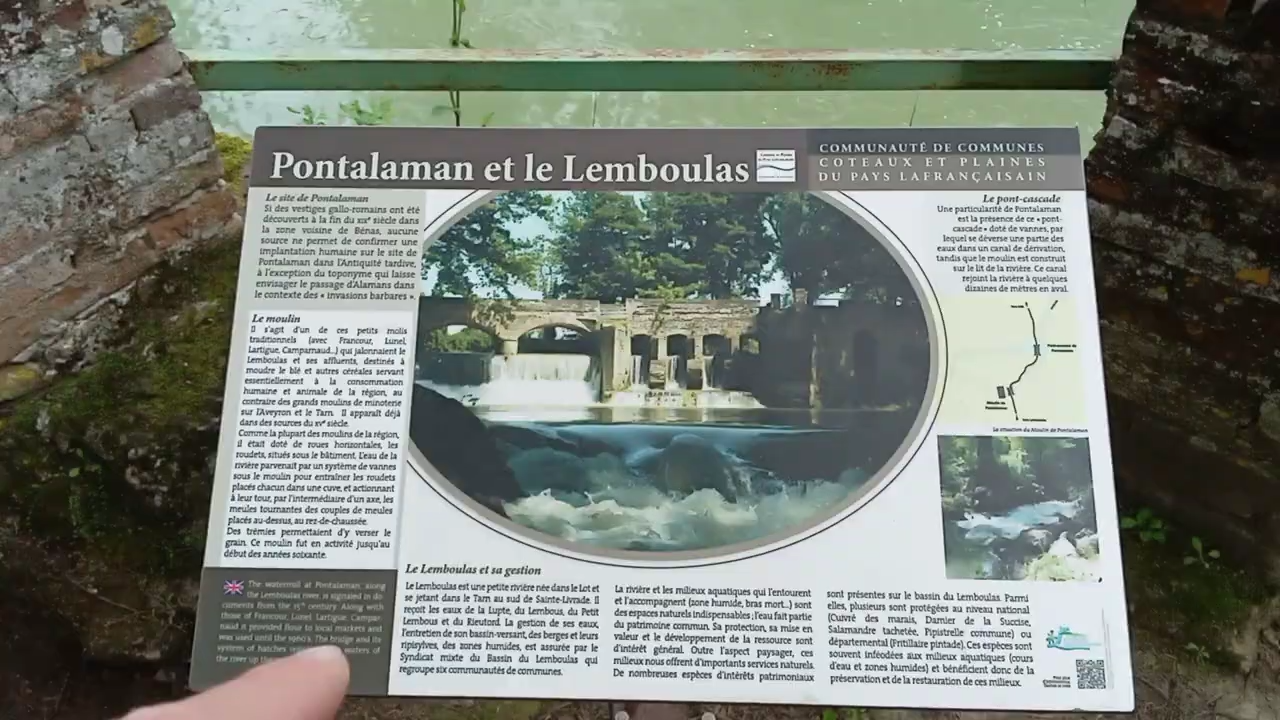 Pontalaman et le Lemboulas
COMMUNAUTÉ DE COMMUNES
COTEAUX ET PLAINES
DU PAYS LAFRANÇAISAIN
Le site de Pontalaman
Si des vestiges gallo-romains ont été
découverts à la fin du XIXe siècle dans
la zone voisine de Bénas, aucune
source ne permet de confirmer une
implantation humaine sur le site de
Pontalaman dans l'Antiquité tardive,
à l'exception du toponyme qui laisse
envisager le passage d'Alamans dans
le contexte des « invasions barbares ».
Le moulin
Il s'agit d'un de ces petits molis
traditionnels (avec Francour, Lunel,
Lartigue, Camparnaud...) qui jalonnaient le
Lemboulas et ses affluents, destinés à
moudre le blé et autres céréales servant
essentiellement à la consommation
humaine et animale de la région, au
contraire des grands moulins de minoterie
sur l'Aveyron et le Tarn. Il apparaît déjà
dans des sources du XVe siècle.
Comme la plupart des moulins de la région,
il était doté de roues horizontales, les
roudets, situés sous le bâtiment. L'eau de la
rivière parvenait par un système de vannes
sous le moulin pour entraîner les roudets
placés chacun dans une cuve, et actionnant
à leur tour, par l'intermédiaire d'un axe, les
meules tournantes des couples de meules
placés au-dessus, au rez-de-chaussée.
Des trémies permettaient d'y verser le
grain. Ce moulin fut en activité jusqu'au
début des années soixante.
The watermill at Pontalaman, along
the Lemboulas river, is signaled in do
cuments from the 15th century. Along with
those of Francour, Lunel, Lartigue, Campar-
naud it provided flour to local markets and
was used until the 1960's. The bridge and its
system of hatches waters of
the river up
Le pont-cascade
Une particularité de Pontalaman
est la présence de ce « pont-
cascade » doté de vannes, par
lequel se déverse une partie des
eaux dans un canal de dérivation,
tandis que le moulin est construit
sur le lit de la rivière. Ce canal
rejoint la rivière à quelques
dizaines de mètres en aval.
La situation du Moulin de Pontalaman
Le Lemboulas et sa gestion
Le Lemboulas est une petite rivière née dans le Lot et
se jetant dans le Tarn au sud de Sainte-Livrade. Il
reçoit les eaux de la Lupte, du Lembous, du Petit
Lembous et du Rieutord. La gestion de ses eaux,
l'entretien de son bassin-versant, des berges et leurs
ripisylves, des zones humides, est assurée par le
Syndicat mixte du Bassin du Lemboulas qui
regroupe six communautés de communes.
La rivière et les milieux aquatiques qui l'entourent
et l'accompagnent (zone humide, bras mort...) sont
des espaces naturels indispensables ; l'eau fait partie
du patrimoine commun. Sa protection, sa mise en
valeur et le développement de la ressource sont
d'intérêt général. Outre l'aspect paysager, ces
milieux nous offrent d'importants services naturels.
De nombreuses espèces d'intérêts patrimoniaux
sont présentes sur le bassin du Lemboulas. Parmi
elles, plusieurs sont protégées au niveau national
(Cuivré des marais, Damier de la Succise,
Salamandre tachetée, Pipistrelle commune) ou
départemental (Fritillaire pintade). Ces espèces sont
souvent inféodées aux milieux aquatiques (cours
d'eau et zones humides) et bénéficient donc de la
préservation et de la restauration de ces milieux.